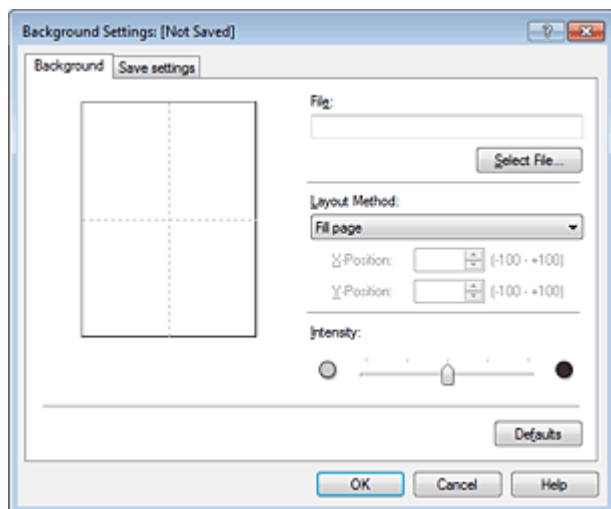 Background Settings: [Not Saved]
Background
Save settings
File:
Select File...
Layout Method:
Fill page
X-Position: (-100 - +100)
Y-Position: (-100 - +100)
Intensity:
Defaults
OK Cancel Help